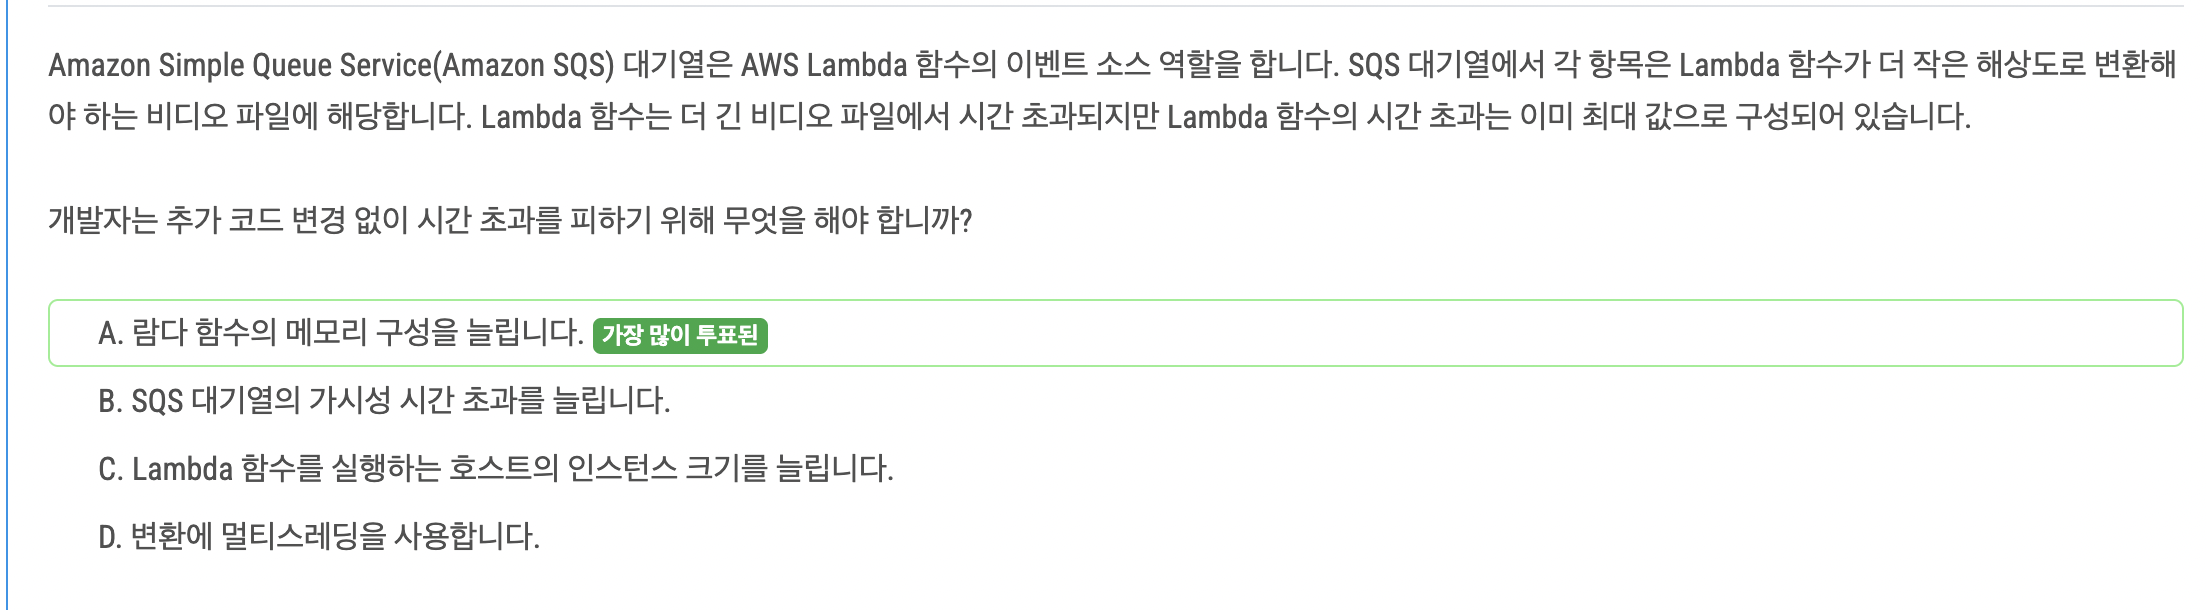 Amazon Simple Queue Service(Amazon SQS) 대기열은 AWS Lambda 함수의 이벤트 소스 역할을 합니다. SQS 대기열에서 각 항목은 Lambda 함수가 더 작은 해상도로 변환해
야 하는 비디오 파일에 해당합니다. Lambda 함수는 더 긴 비디오 파일에서 시간 초과되지만 Lambda 함수의 시간 초과는 이미 최대 값으로 구성되어 있습니다.
개발자는 추가 코드 변경 없이 시간 초과를 피하기 위해 무엇을 해야 합니까?
A. 람다 함수의 메모리 구성을 늘립니다. 가장 많이 투표된
B. SQS 대기열의 가시성 시간 초과를 늘립니다.
C. Lambda 함수를 실행하는 호스트의 인스턴스 크기를 늘립니다.
D. 변환에 멀티스레딩을 사용합니다.